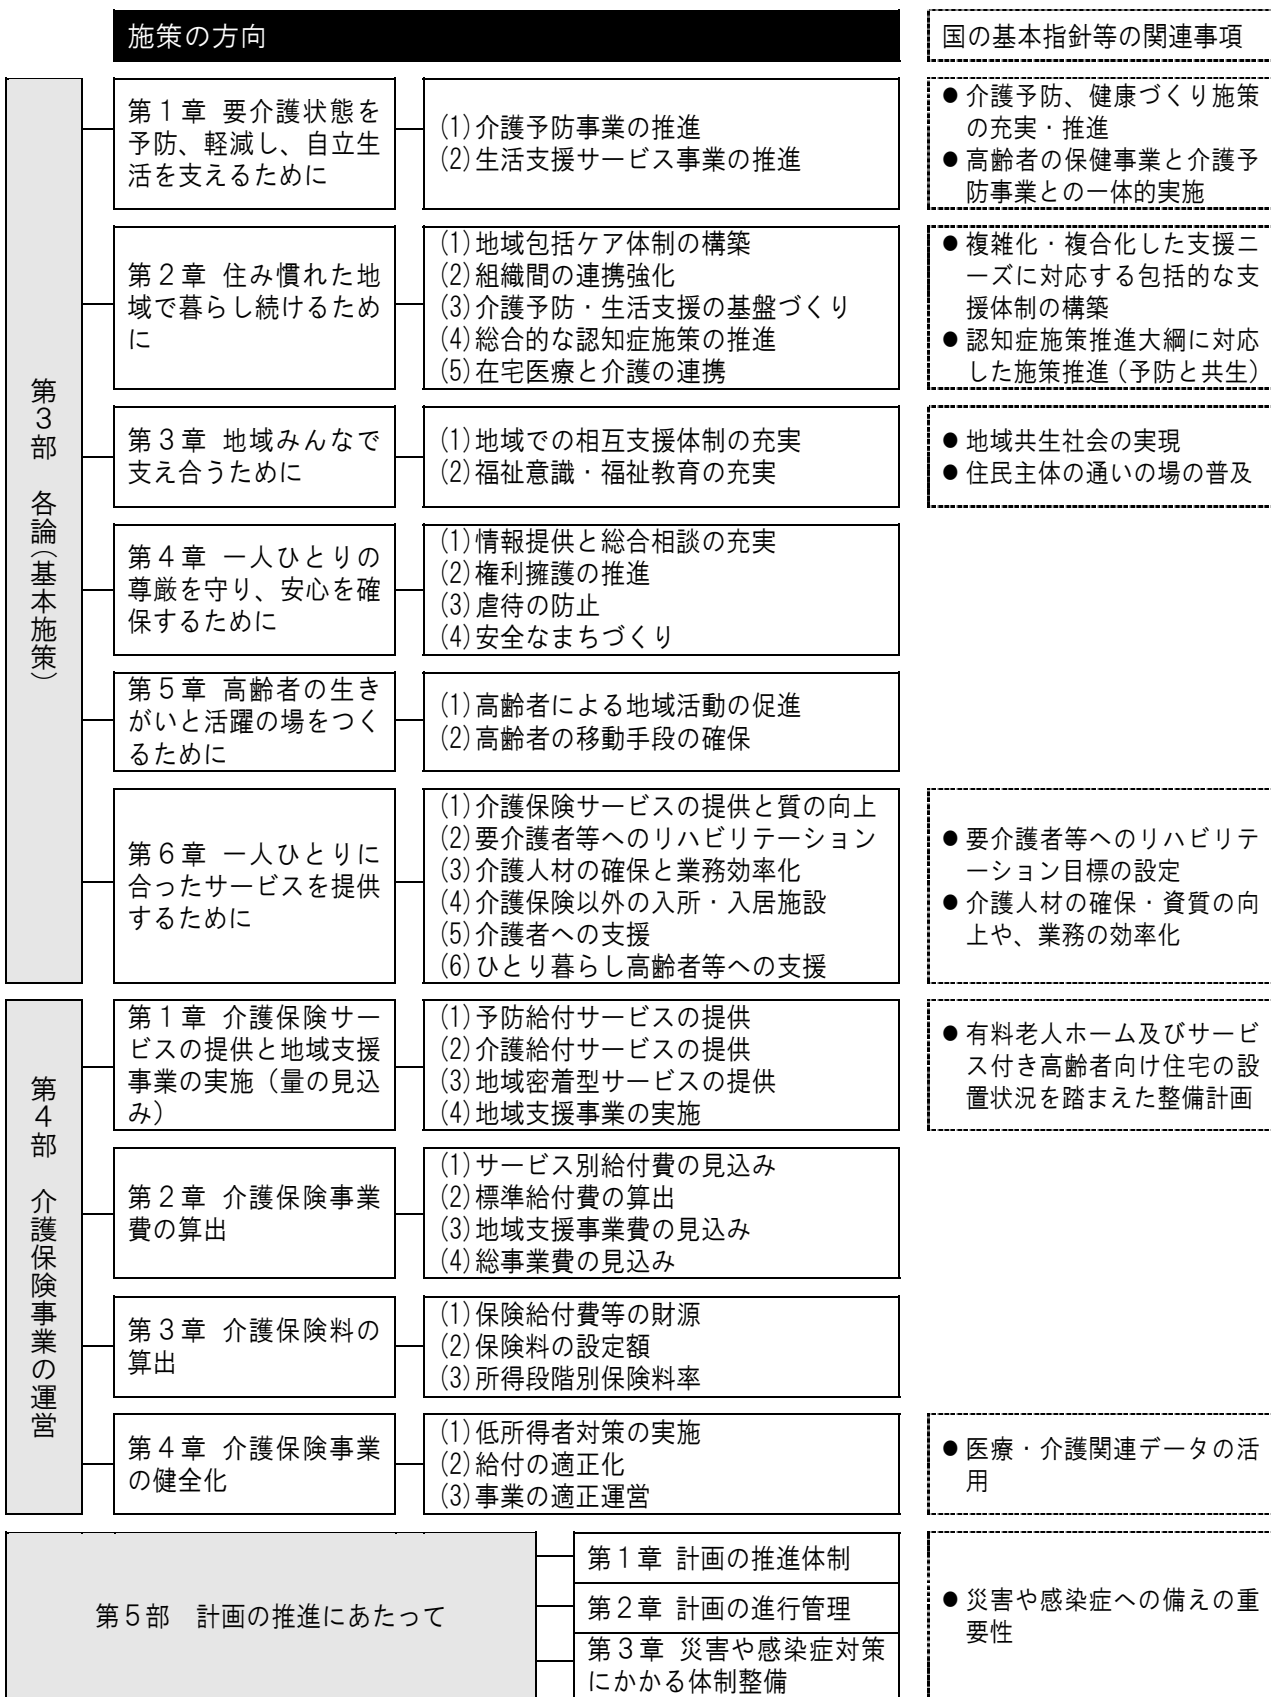 施策の方向
国の基本指針等の関連事項
第3部 各論(基本施策)
第1章 要介護状態を
予防、軽減し、自立生
活を支えるために
(1)介護予防事業の推進
(2)生活支援サービス事業の推進
● 介護予防、健康づくり施策
の充実・推進
● 高齢者の保健事業と介護予
防事業との一体的実施
第2章 住み慣れた地
域で暮らし続けるため
に
(1)地域包括ケア体制の構築
(2)組織間の連携強化
(3)介護予防・生活支援の基盤づくり
(4)総合的な認知症施策の推進
(5)在宅医療と介護の連携
● 複雑化・複合化した支援ニ
ーズに対応する包括的な支
援体制の構築
● 認知症施策推進大綱に対応
した施策推進(予防と共生)
第3章 地域みんなで
支え合うために
(1)地域での相互支援体制の充実
(2)福祉意識・福祉教育の充実
● 地域共生社会の実現
● 住民主体の通いの場の普及
第4章 一人ひとりの
尊厳を守り、安心を確
保するために
(1)情報提供と総合相談の充実
(2)権利擁護の推進
(3)虐待の防止
(4)安全なまちづくり
第5章 高齢者の生き
がいと活躍の場をつく
るために
(1)高齢者による地域活動の促進
(2)高齢者の移動手段の確保
第6章 一人ひとりに
合ったサービスを提供
するために
(1)介護保険サービスの提供と質の向上
(2)要介護者等へのリハビリテーション
(3)介護人材の確保と業務効率化
(4)介護保険以外の入所・入居施設
(5)介護者への支援
(6)ひとり暮らし高齢者等への支援
● 要介護者等へのリハビリテ
ーション目標の設定
● 介護人材の確保・資質の向
上や、業務の効率化
第4部 介護保険事業の運営
第1章 介護保険サー
ビスの提供と地域支援
事業の実施(量の見込
み)
(1)予防給付サービスの提供
(2)介護給付サービスの提供
(3)地域密着型サービスの提供
(4)地域支援事業の実施
● 有料老人ホーム及びサービ
ス付き高齢者向け住宅の設
置状況を踏まえた整備計画
第2章 介護保険事業
費の算出
(1)サービス別給付費の見込み
(2)標準給付費の算出
(3)地域支援事業費の見込み
(4)総事業費の見込み
第3章 介護保険料の
算出
(1)保険給付費等の財源
(2)保険料の設定額
(3)所得段階別保険料率
第4章 介護保険事業
の健全化
(1)低所得者対策の実施
(2)給付の適正化
(3)事業の適正運営
● 医療・介護関連データの活
用
第5部 計画の推進にあたって
第1章 計画の推進体制
第2章 計画の進行管理
第3章 災害や感染症対策
にかかる体制整備
● 災害や感染症への備えの重
要性